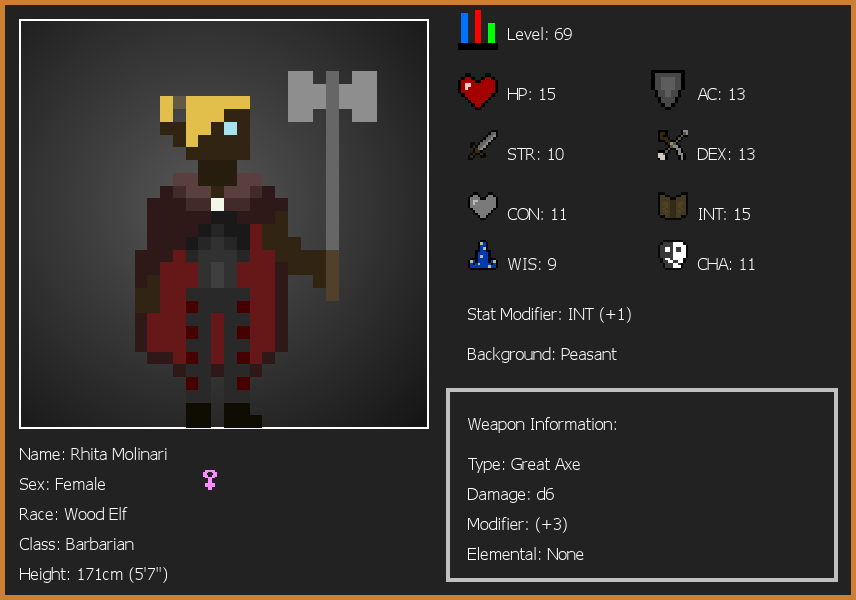 Level: 69
HP: 15
AC: 13
STR: 10
DEX: 13
CON: 11
INT: 15
WIS: 9
CHA: 11
Stat Modifier: INT (+1)
Background: Peasant
Weapon Information:
Type: Great Axe
Damage: d6
Modifier: (+3)
Elemental: None
Name: Rhita Molinari
Sex: Female
Race: Wood Elf
Class: Barbarian
Height: 171cm (5'7")